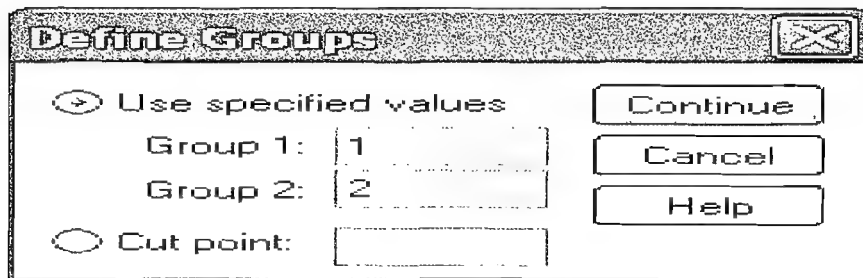 Define Groups
Use specified values
Group 1: 1
Group 2: 2
Cut point:
Continue
Cancel
Help